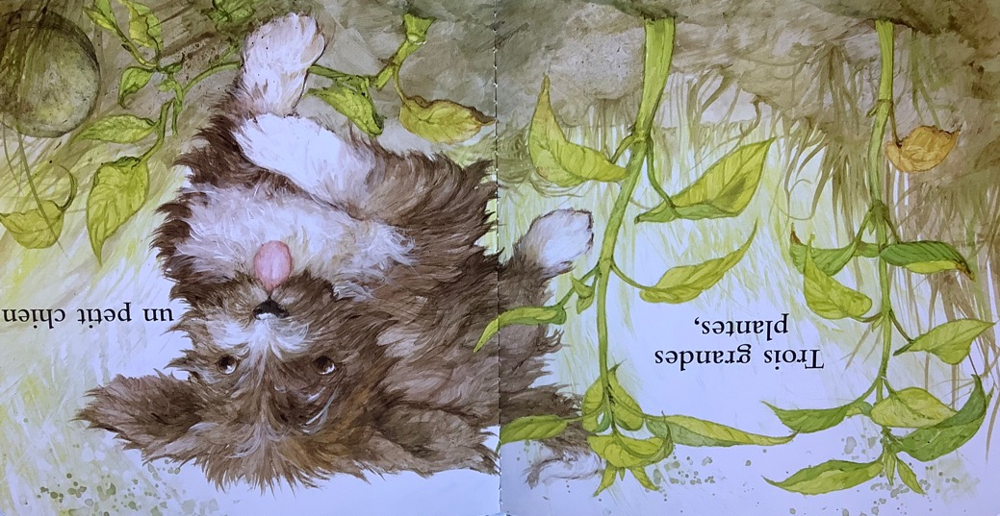 Trois grandes
plantes,
un petit chien